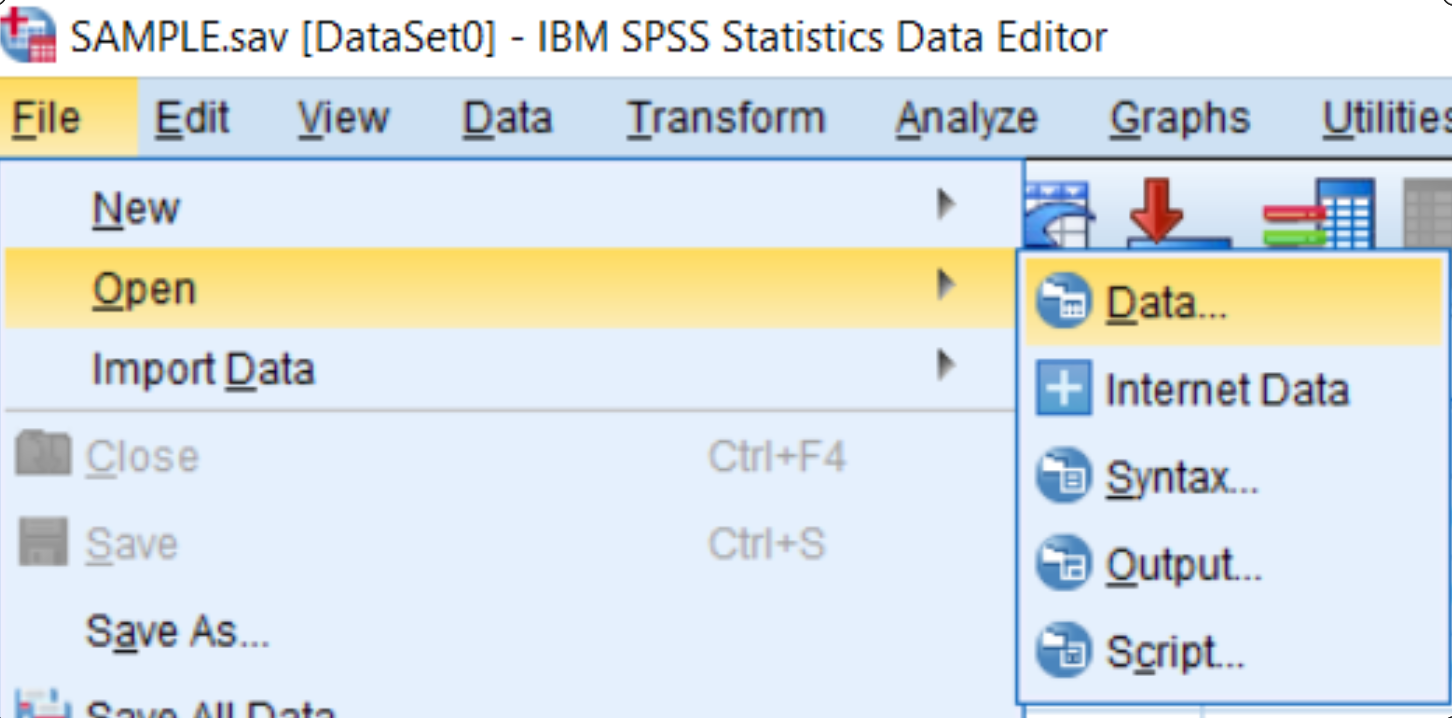 SAMPLE.sav [DataSet0] - IBM SPSS Statistics Data Editor
File Edit View Data Transform Analyze Graphs Utilities
New
Open
Import Data
Close Ctrl+F4
Save Ctrl+S
Save As...
Save All Data
Data...
Internet Data
Syntax...
Output...
Script...